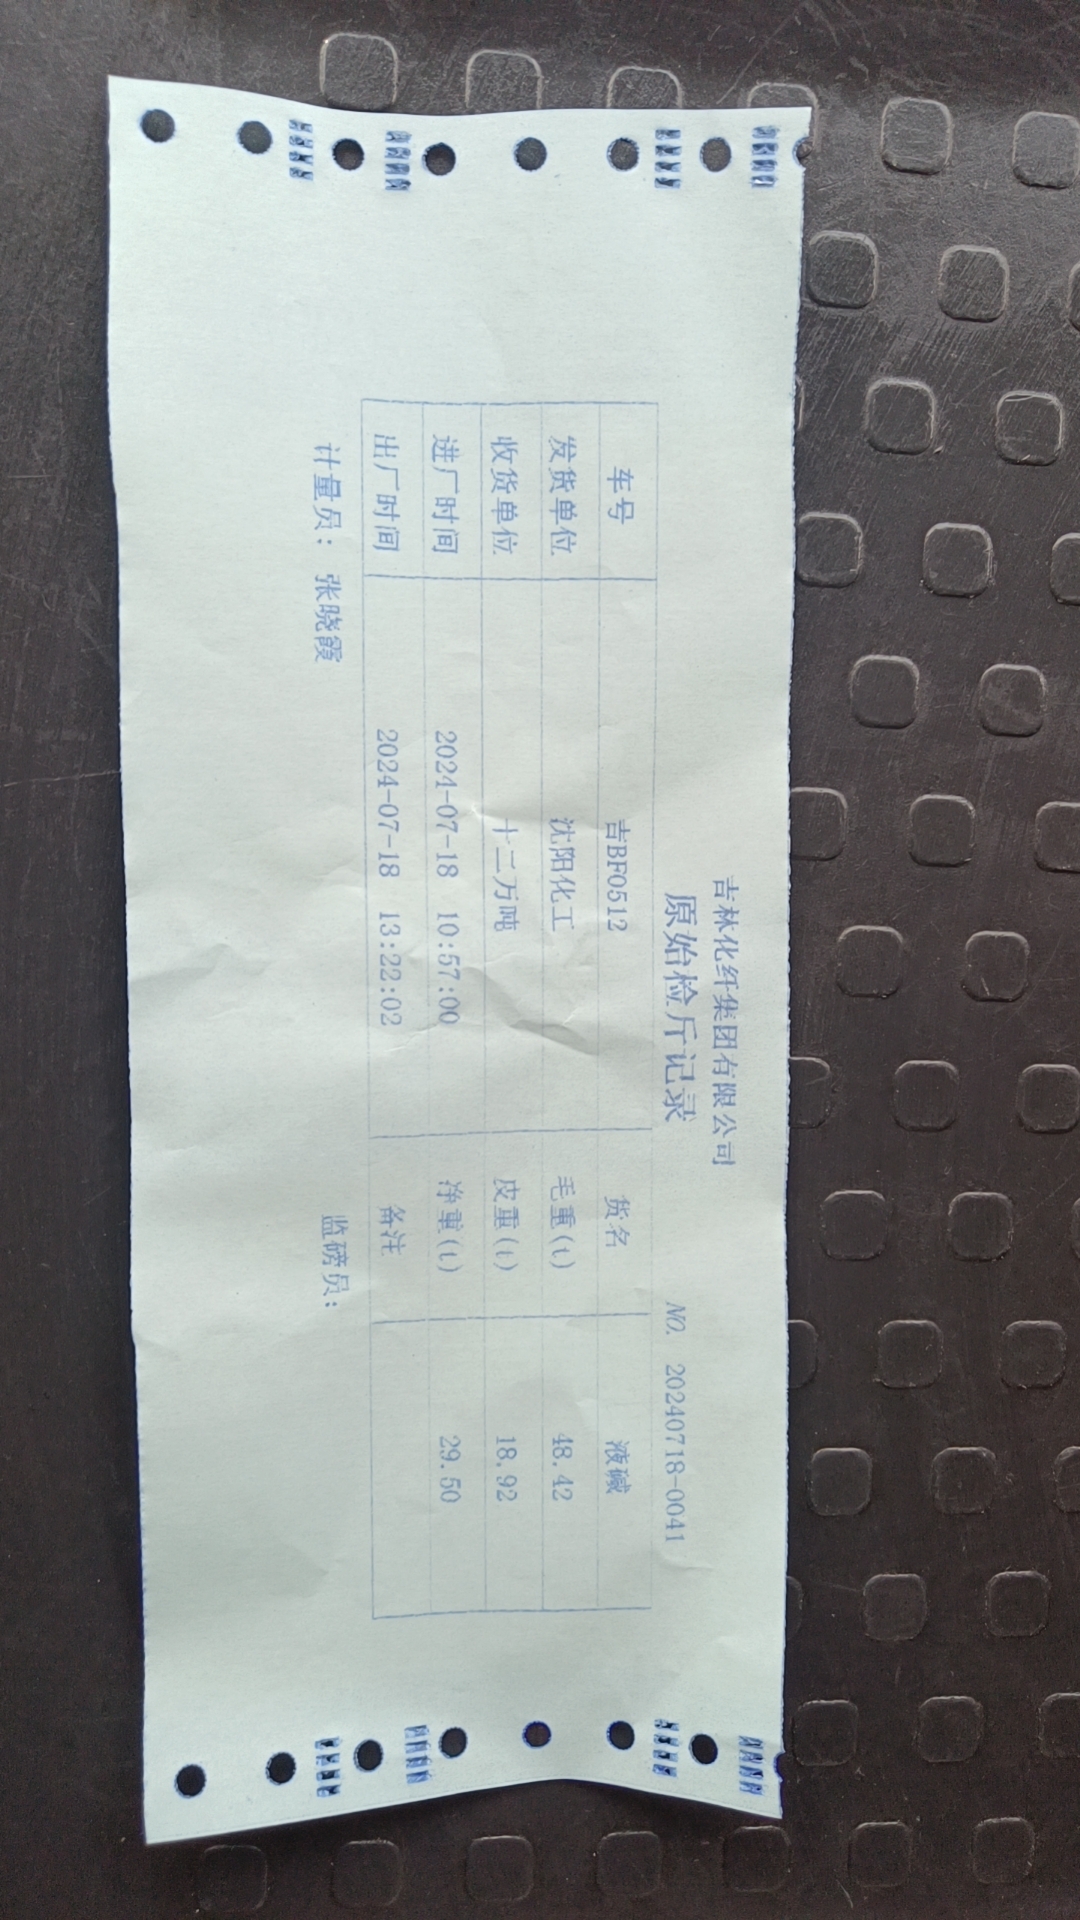 吉林化纤集团有限公司
原始检斤记录
NO. 20240718-0041
车号 吉BF0512 货名 液碱
发货单位 沈阳化工 毛重(t) 48.42
收货单位 十二万吨 皮重(t) 18.92
进厂时间 2024-07-18 10:57:00 净重(t) 29.50
出厂时间 2024-07-18 13:22:02 备注
计量员： 张晓霞 监磅员：